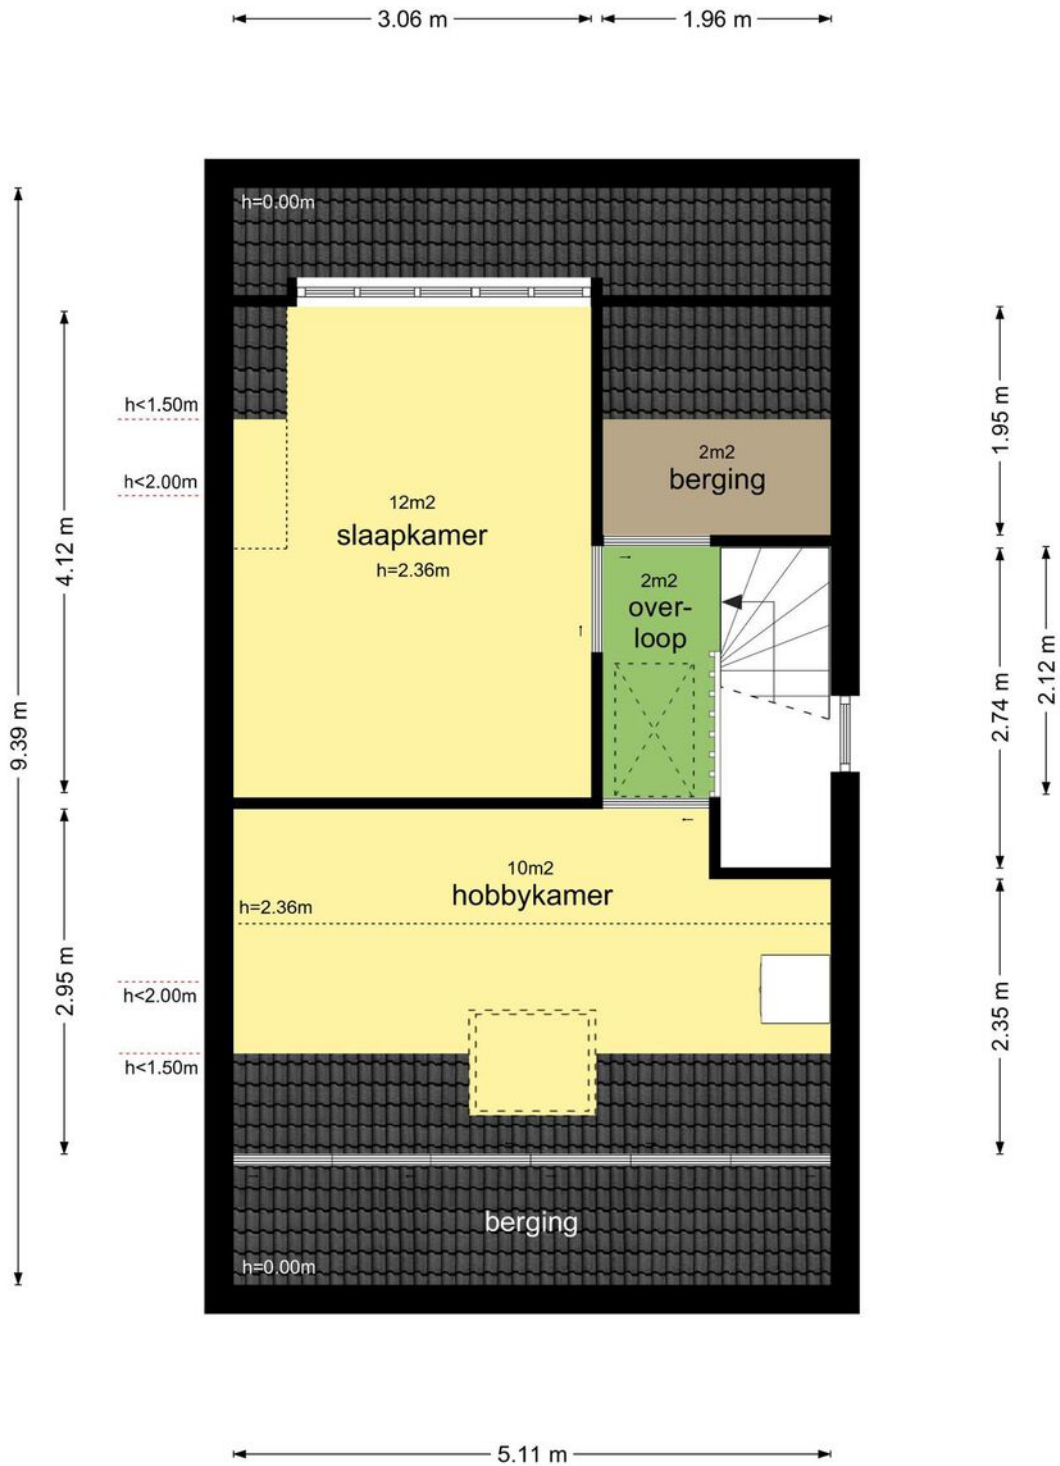 3.06 m
1.96 m
h=0.00m
h<1.50m
h<2.00m
4.12 m
9.39 m
12m2
slaapkamer
h=2.36m
2m2
berging
2m2
over-
loop
1.95 m
2.74 m
2.12 m
10m2
hobbykamer
h=2.36m
h<2.00m
h<1.50m
2.95 m
2.35 m
berging
h=0.00m
5.11 m